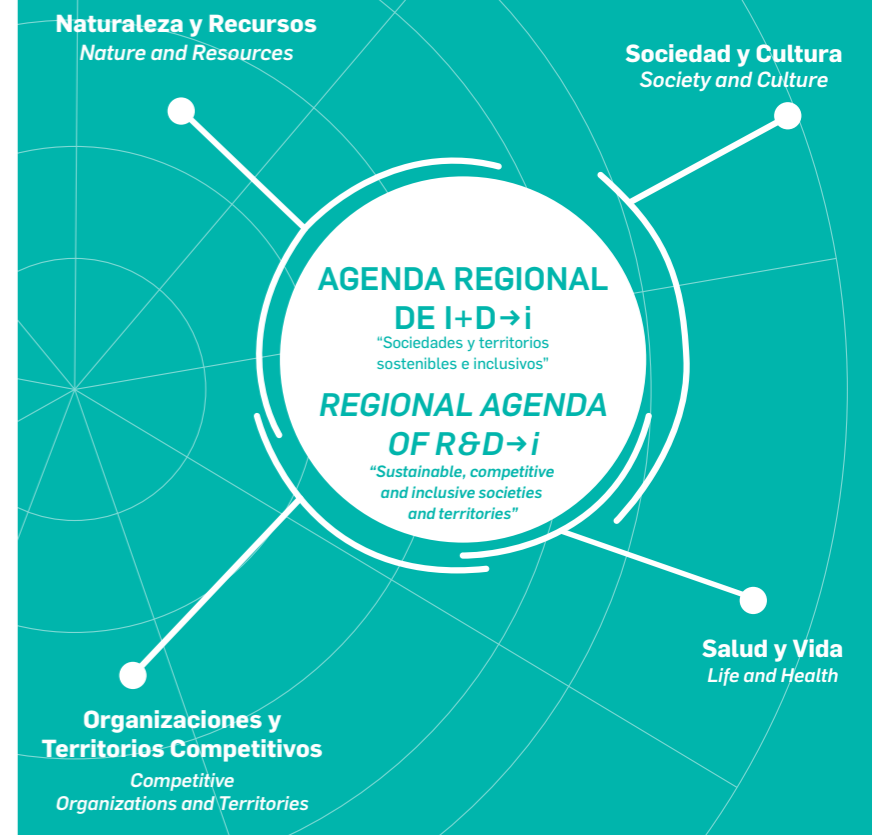 Naturaleza y Recursos
Nature and Resources
Sociedad y Cultura
Society and Culture
AGENDA REGIONAL
DE I+D→i
“Sociedades y territorios
sostenibles e inclusivos”
REGIONAL AGENDA
OF R&D→i
“Sustainable, competitive
and inclusive societies
and territories”
Salud y Vida
Life and Health
Organizaciones y
Territorios Competitivos
Competitive
Organizations and Territories